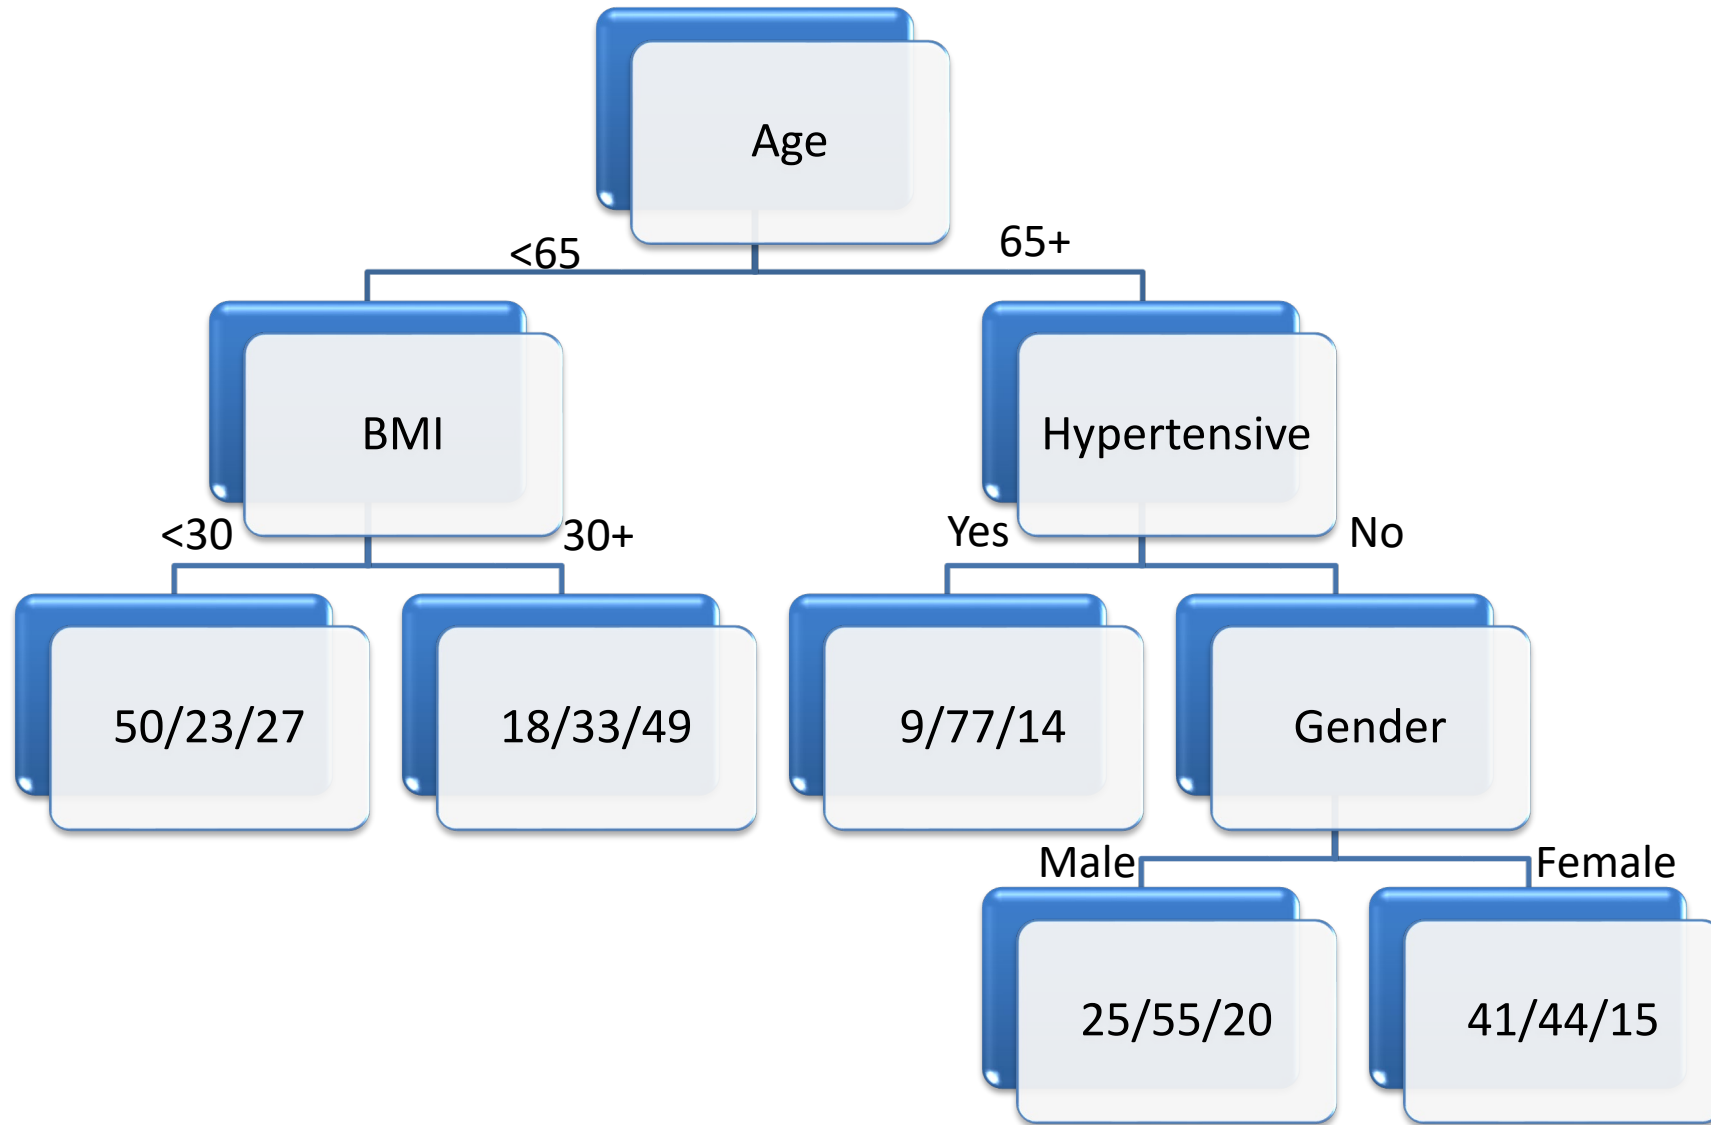 Age
<65
65+
BMI
Hypertensive
<30
30+
Yes
No
50/23/27
18/33/49
9/77/14
Gender
Male
Female
25/55/20
41/44/15